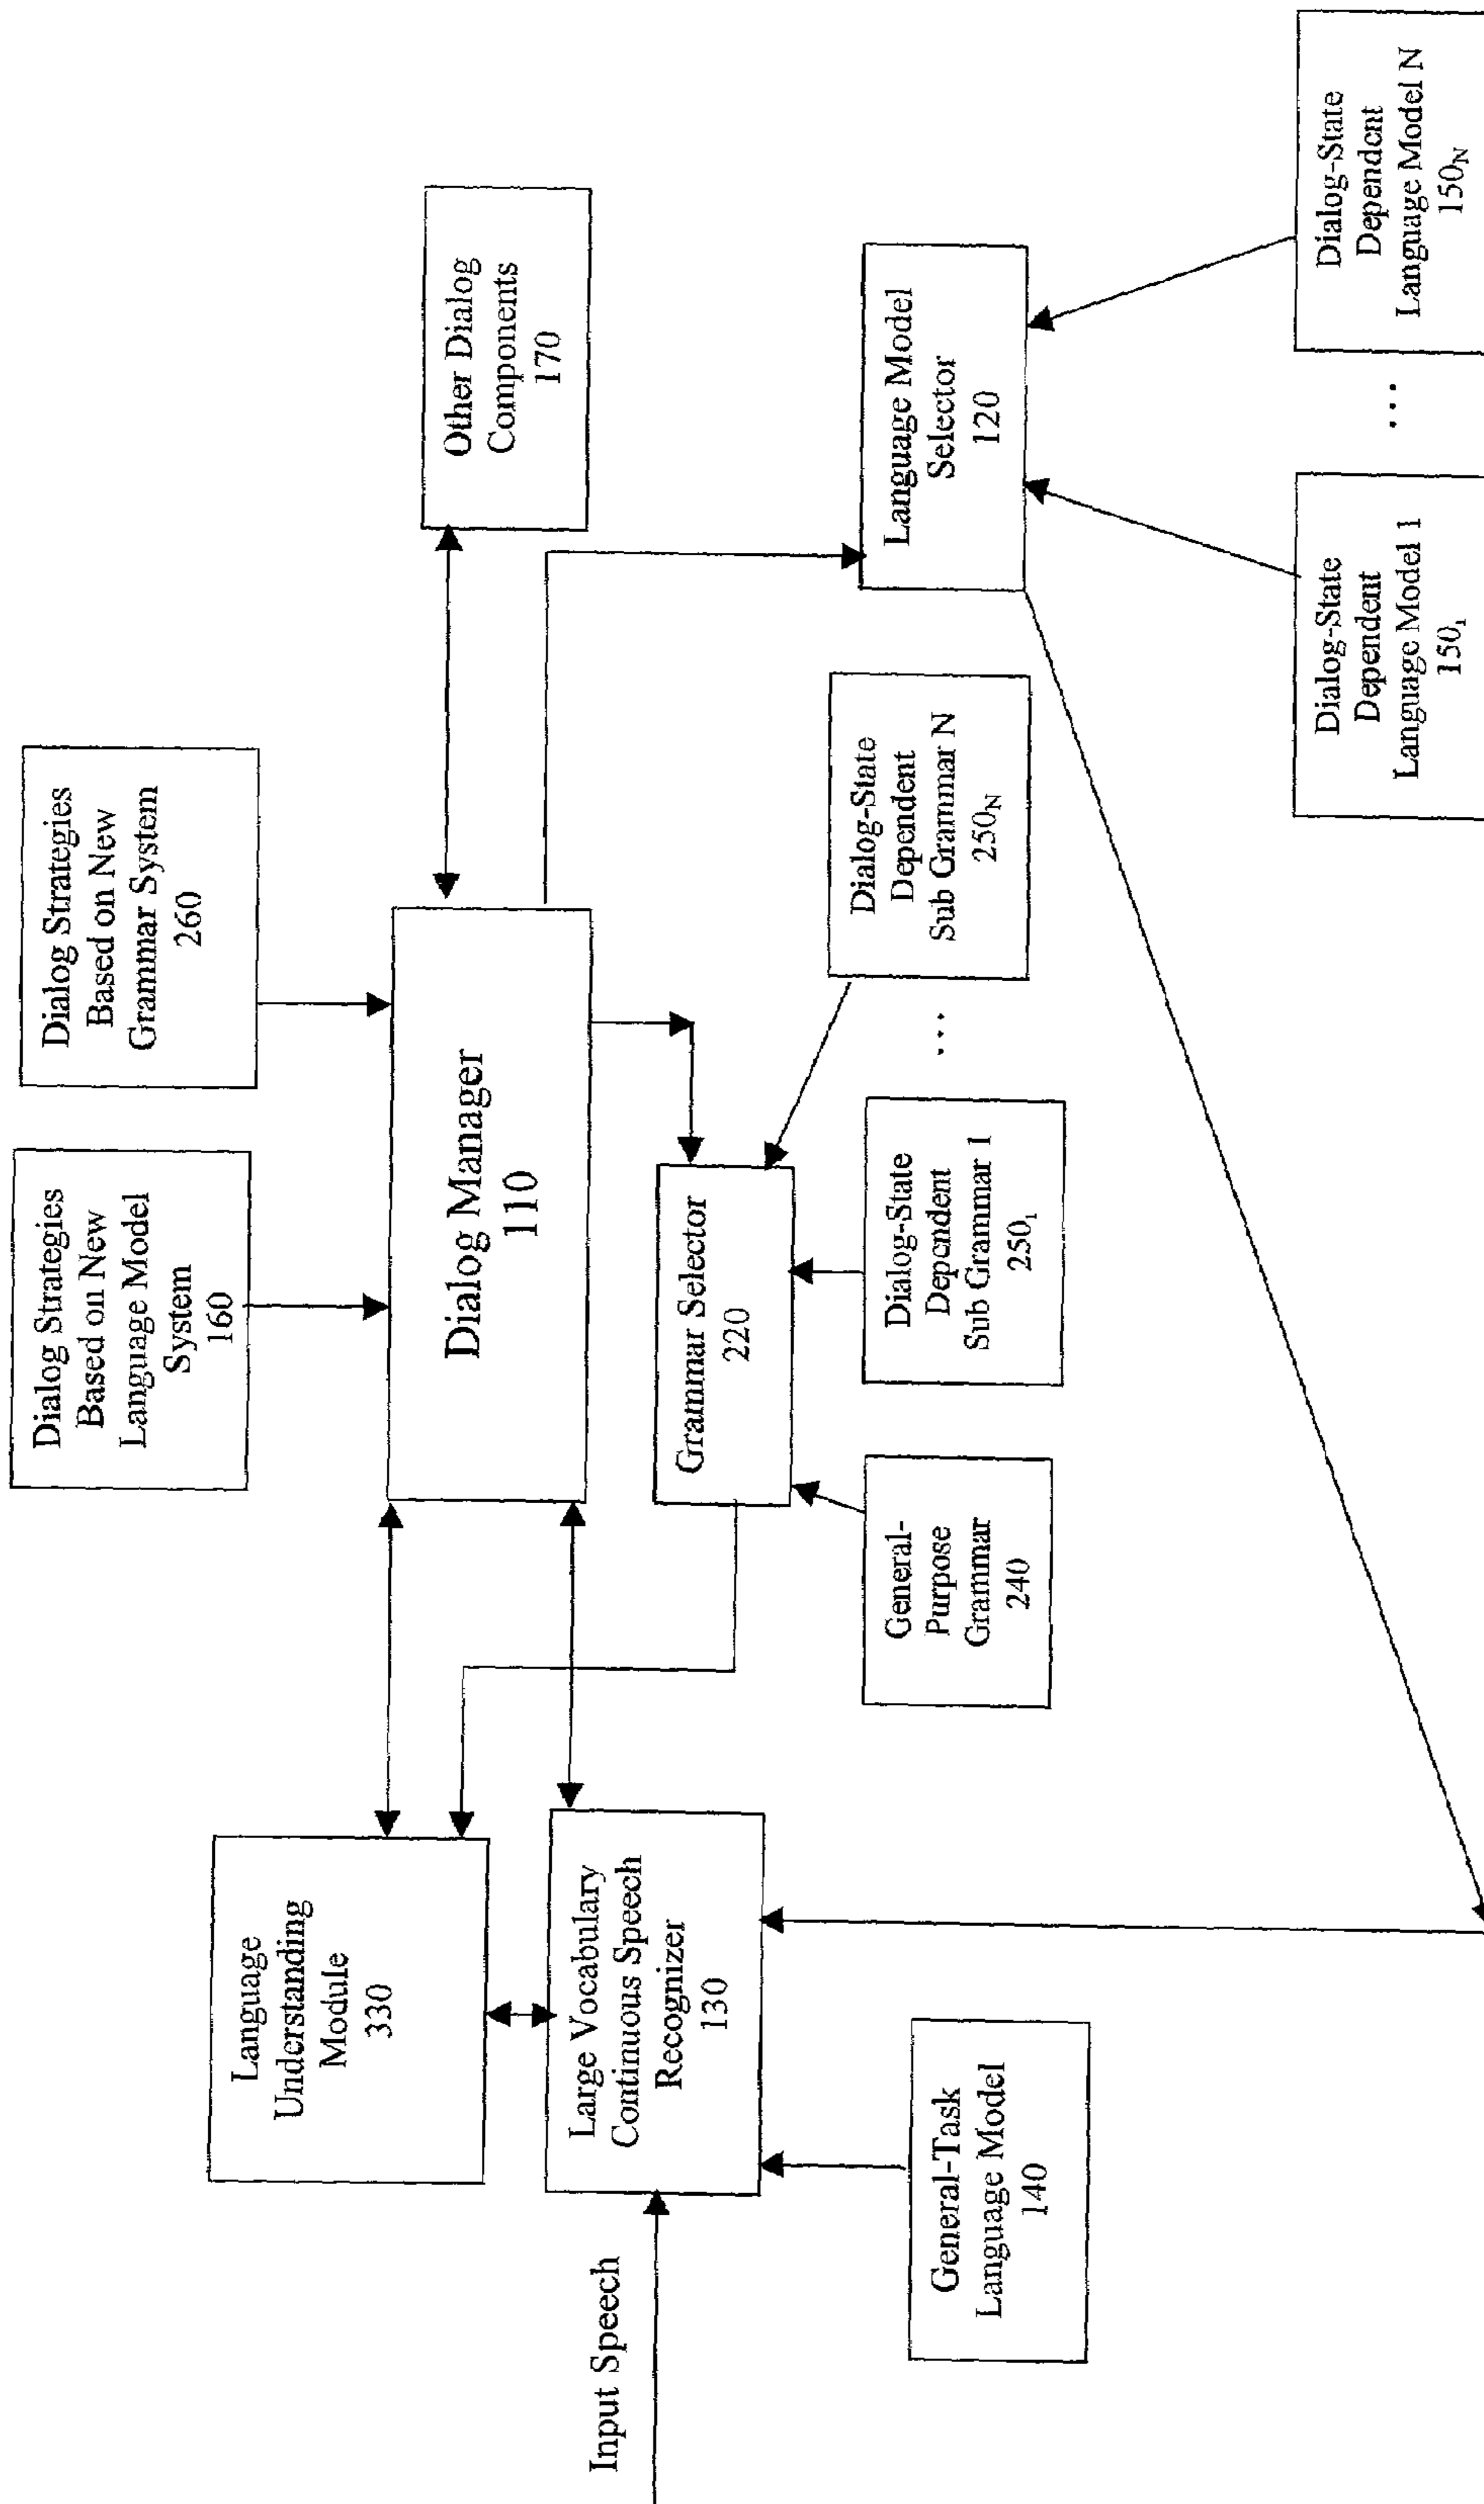 Dialog Strategies
Based on New
Language Model
System
160
Dialog Strategies
Based on New
Grammar System
260
Language
Understanding
Module
330
Dialog Manager
110
Other Dialog
Components
170
Input Speech
Large Vocabulary
Continuous Speech
Recognizer
130
Grammar Selector
220
Language Model
Selector
120
General-Task
Language Model
140
General-
Purpose
Grammar
240
Dialog-State
Dependent
Sub Grammar 1
250₁
...
Dialog-State
Dependent
Sub Grammar N
250N
Dialog-State
Dependent
Language Model 1
150₁
...
Dialog-State
Dependent
Language Model N
150N